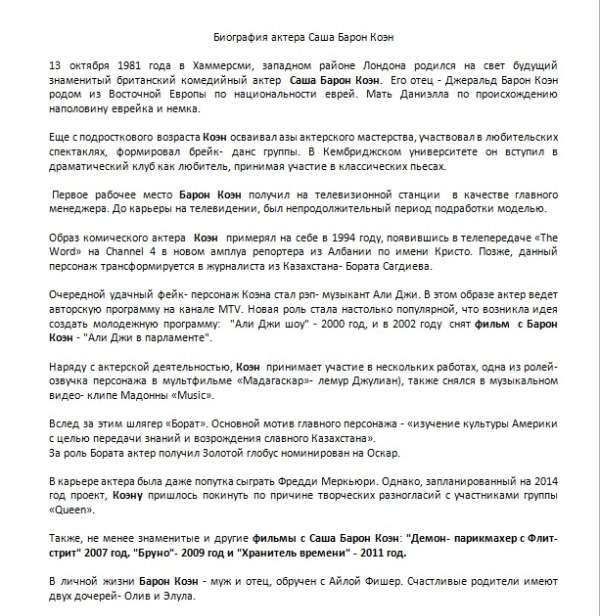 Биография актера Саша Барон Коэн
13 октября 1981 года в Хаммерсми, западном районе Лондона родился на свет будущий
знаменитый британский комедийный актер Саша Барон Коэн. Его отец - Джеральд Барон Коэн
родом из Восточной Европы по национальности еврей. Мать Даниэлла по происхождению
наполовину еврейка и немка.
Еще с подросткового возраста Коэн осваивал азы актерского мастерства, участвовал в любительских
спектаклях, формировал брейк- данс группы. В Кембриджском университете он вступил в
драматический клуб как любитель, принимая участие в классических пьесах.
Первое рабочее место Барон Коэн получил на телевизионной станции в качестве главного
менеджера. До карьеры на телевидении, был непродолжительный период подработки моделью.
Образ комического актера Коэн примерял на себе в 1994 году, появившись в телепередаче «The
Word» на Channel 4 в новом амплуа репортера из Албании по имени Кристо. Позже, данный
персонаж трансформируется в журналиста из Казахстана- Бората Сагдиева.
Очередной удачный фейк- персонаж Коэна стал рэп- музыкант Али Джи. В этом образе актер ведет
авторскую программу на канале MTV. Новая роль стала настолько популярной, что возникла идея
создать молодежную программу: "Али Джи шоу" - 2000 год, и в 2002 году снят фильм с Барон
Коэн - "Али Джи в парламенте".
Наряду с актерской деятельностью, Коэн принимает участие в нескольких работах, одна из ролей-
озвучка персонажа в мультфильме «Мадагаскар»- лемур Джулиан), также снялся в музыкальном
видео- клипе Мадонны «Music».
Вслед за этим шлягер «Борат». Основной мотив главного персонажа - «изучение культуры Америки
с целью передачи знаний и возрождения славного Казахстана».
За роль Бората актер получил Золотой глобус номинирован на Оскар.
В карьере актера была даже попутка сыграть Фредди Меркьюри. Однако, запланированный на 2014
год проект, Коэну пришлось покинуть по причине творческих разногласий с участниками группы
«Queen».
Также, не менее знаменитые и другие фильмы с Саша Барон Коэн: "Демон- парикмахер с Флит-
стрит" 2007 год, "Бруно"- 2009 год и "Хранитель времени" - 2011 год.
В личной жизни Барон Коэн - муж и отец, обручен с Айлой Фишер. Счастливые родители имеют
двух дочерей- Олив и Элула.